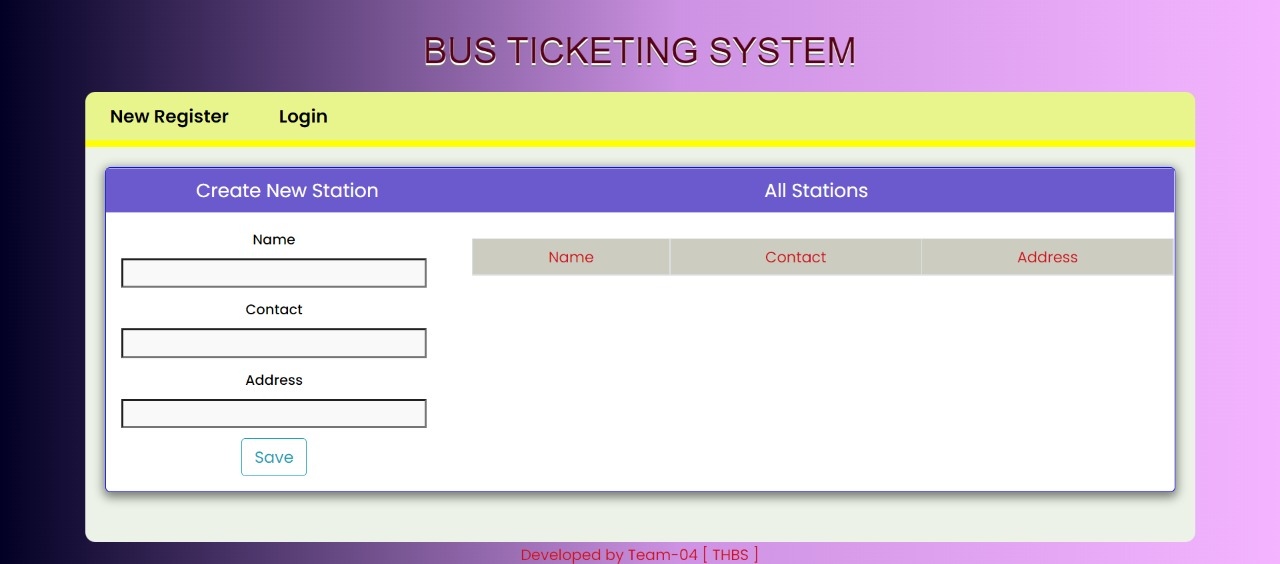 BUS TICKETING SYSTEM
New Register Login
Create New Station All Stations
Name
Name Contact Address
Contact
Address
Save
Developed by Team-04 [ THBS ]